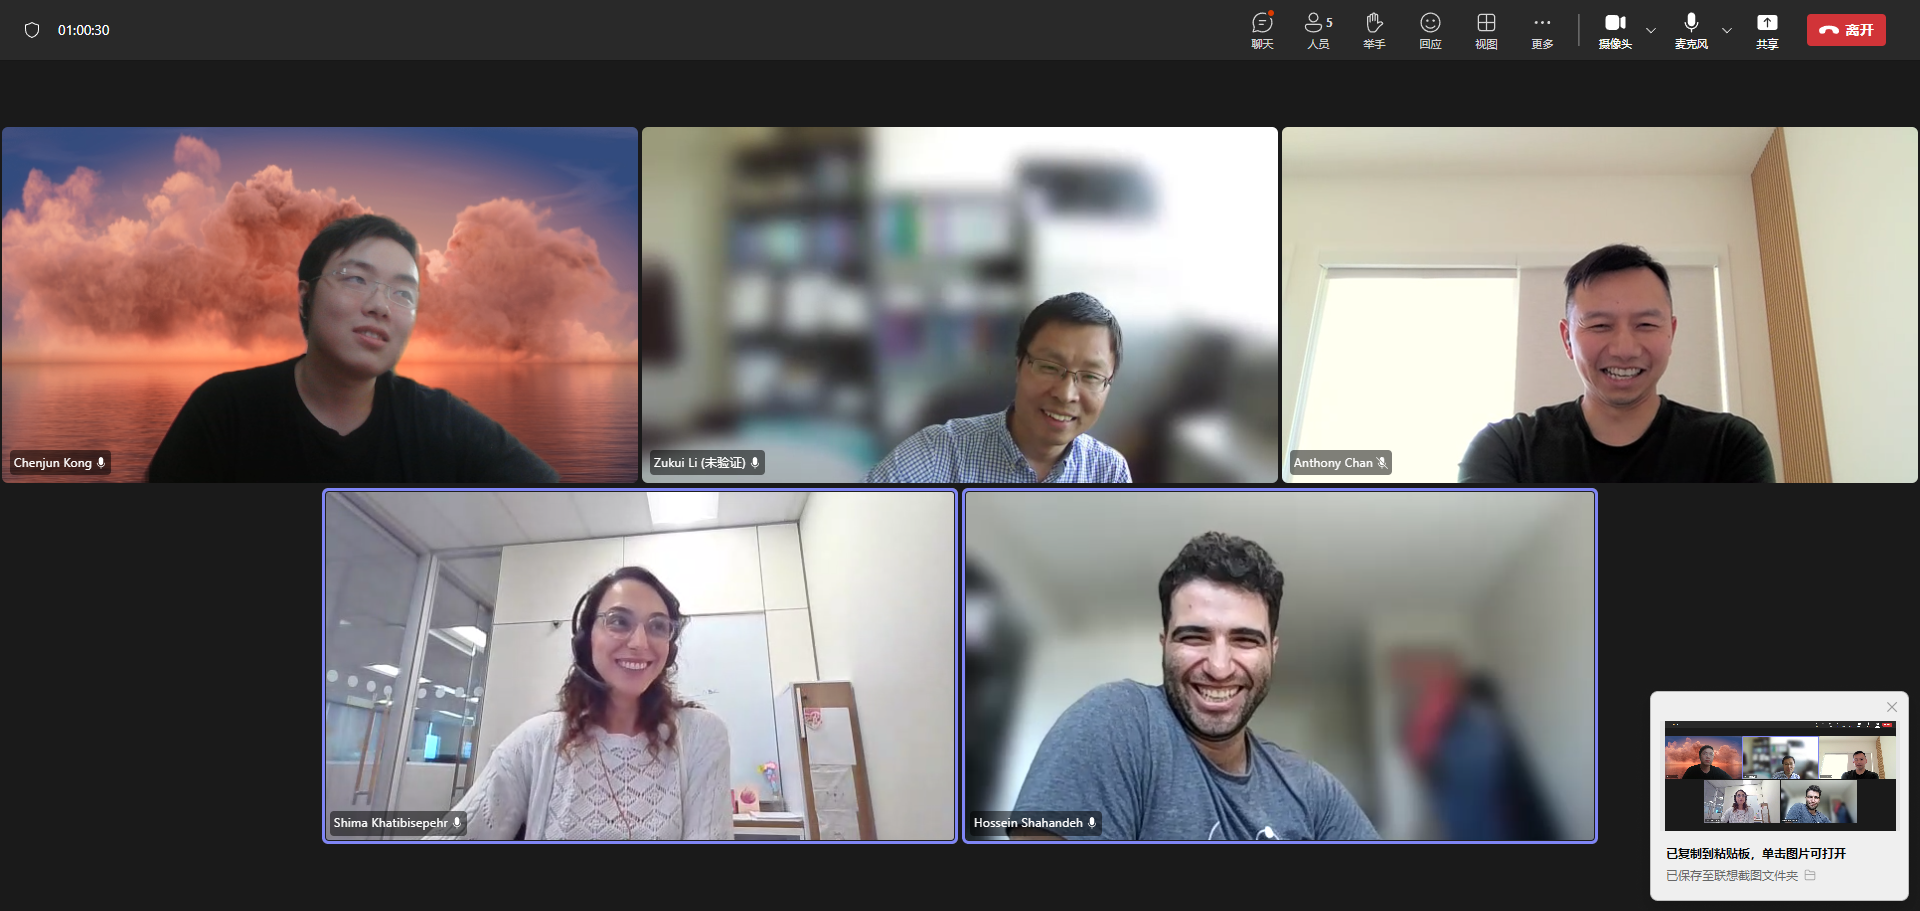 01:00:30
聊天
5
人员
举手
回应
视图
更多
摄像头
麦克风
共享
离开
Chenjun Kong
Zukui Li (未验证)
Anthony Chan
Shima Khatibisepehr
Hossein Shahandeh
已复制到粘贴板，单击图片可打开
已保存至联想截图文件夹